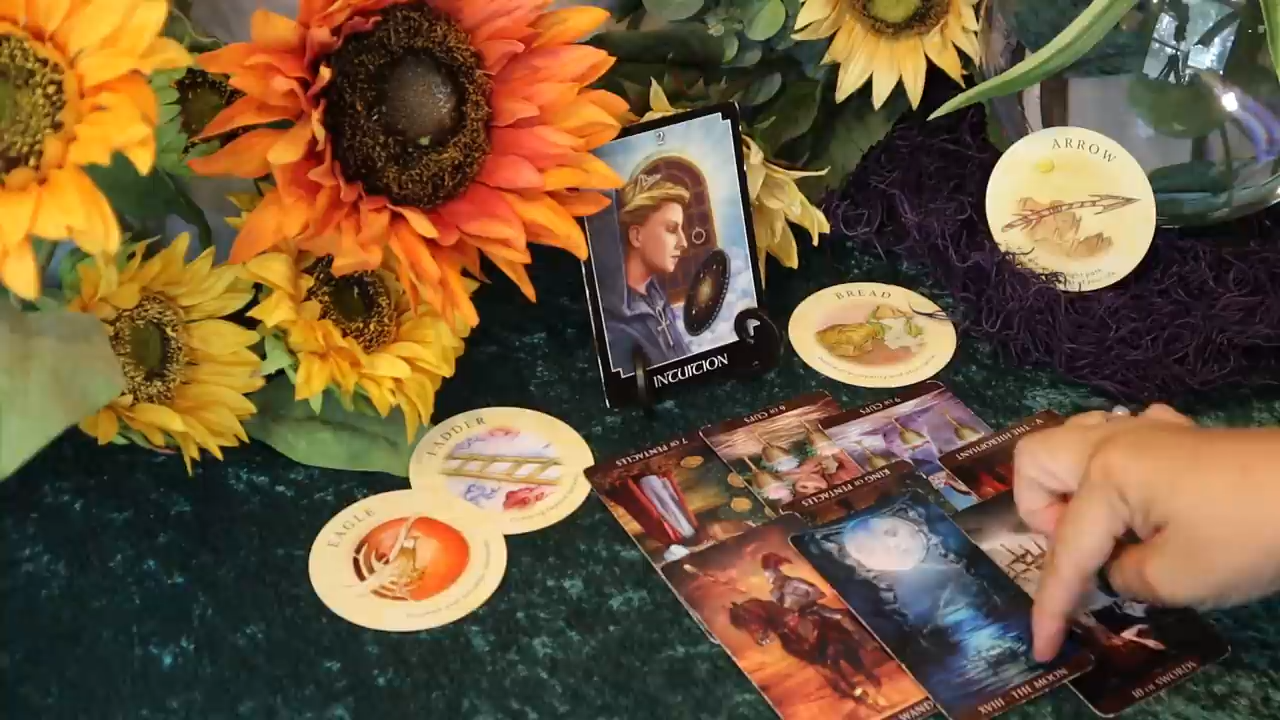 2
INTUITION
ARROW
BREAD
LADDER
EAGLE
7 OF PENTACLES
6 OF CUPS
9 OF CUPS
V - THE HIEROPHANT
KING OF PENTACLES
WAND
XVIII - THE MOON
10 OF SWORDS